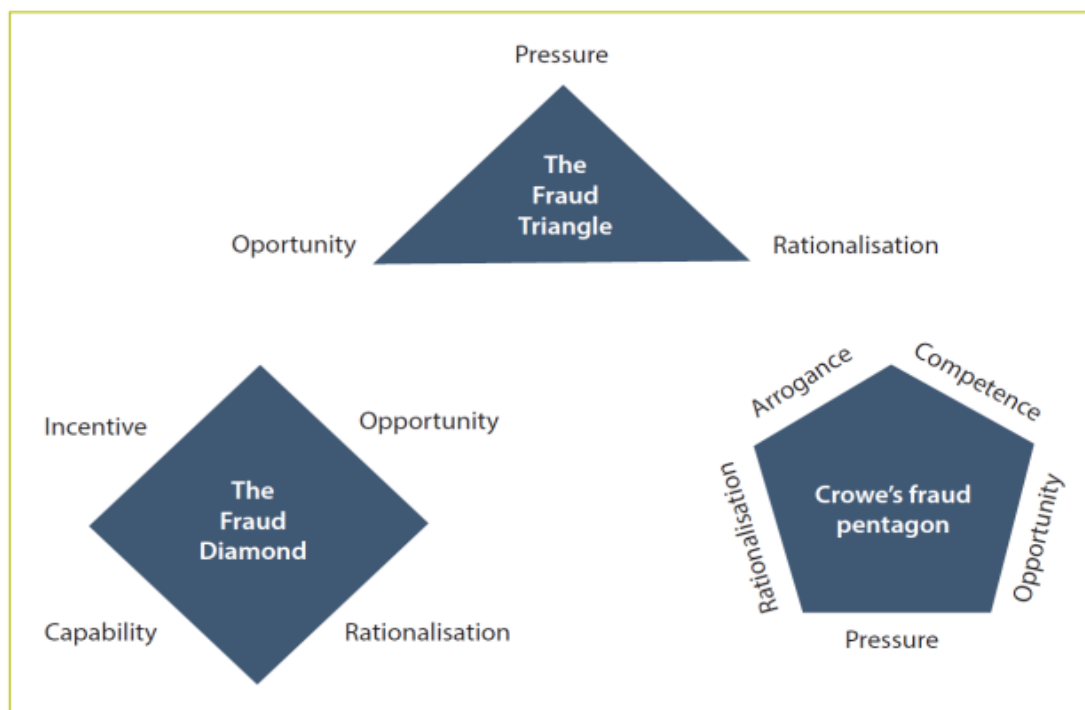 Pressure
The
Fraud
Triangle
Oportunity
Rationalisation
Incentive
Opportunity
The
Fraud
Diamond
Capability
Rationalisation
Arrogance
Competence
Rationalisation
Crowe's fraud
pentagon
Opportunity
Pressure